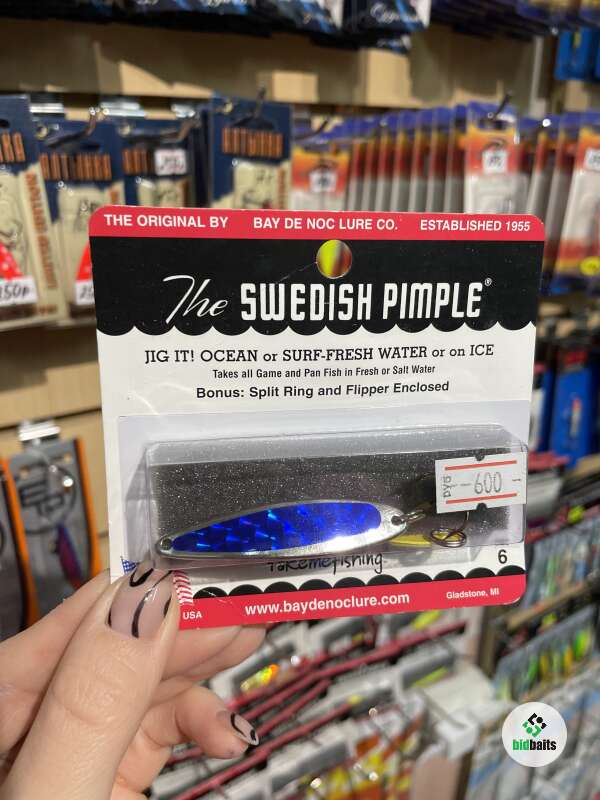 THE ORIGINAL BY BAY DE NOC LURE CO. ESTABLISHED 1955
The SWEDISH PIMPLE®
JIG IT! OCEAN or SURF-FRESH WATER or on ICE
Takes all Game and Pan Fish in Fresh or Salt Water
Bonus: Split Ring and Flipper Enclosed
руб
-600-
Takemefishing
6
USA www.baydenoclure.com Gladstone, MI
bidbaits